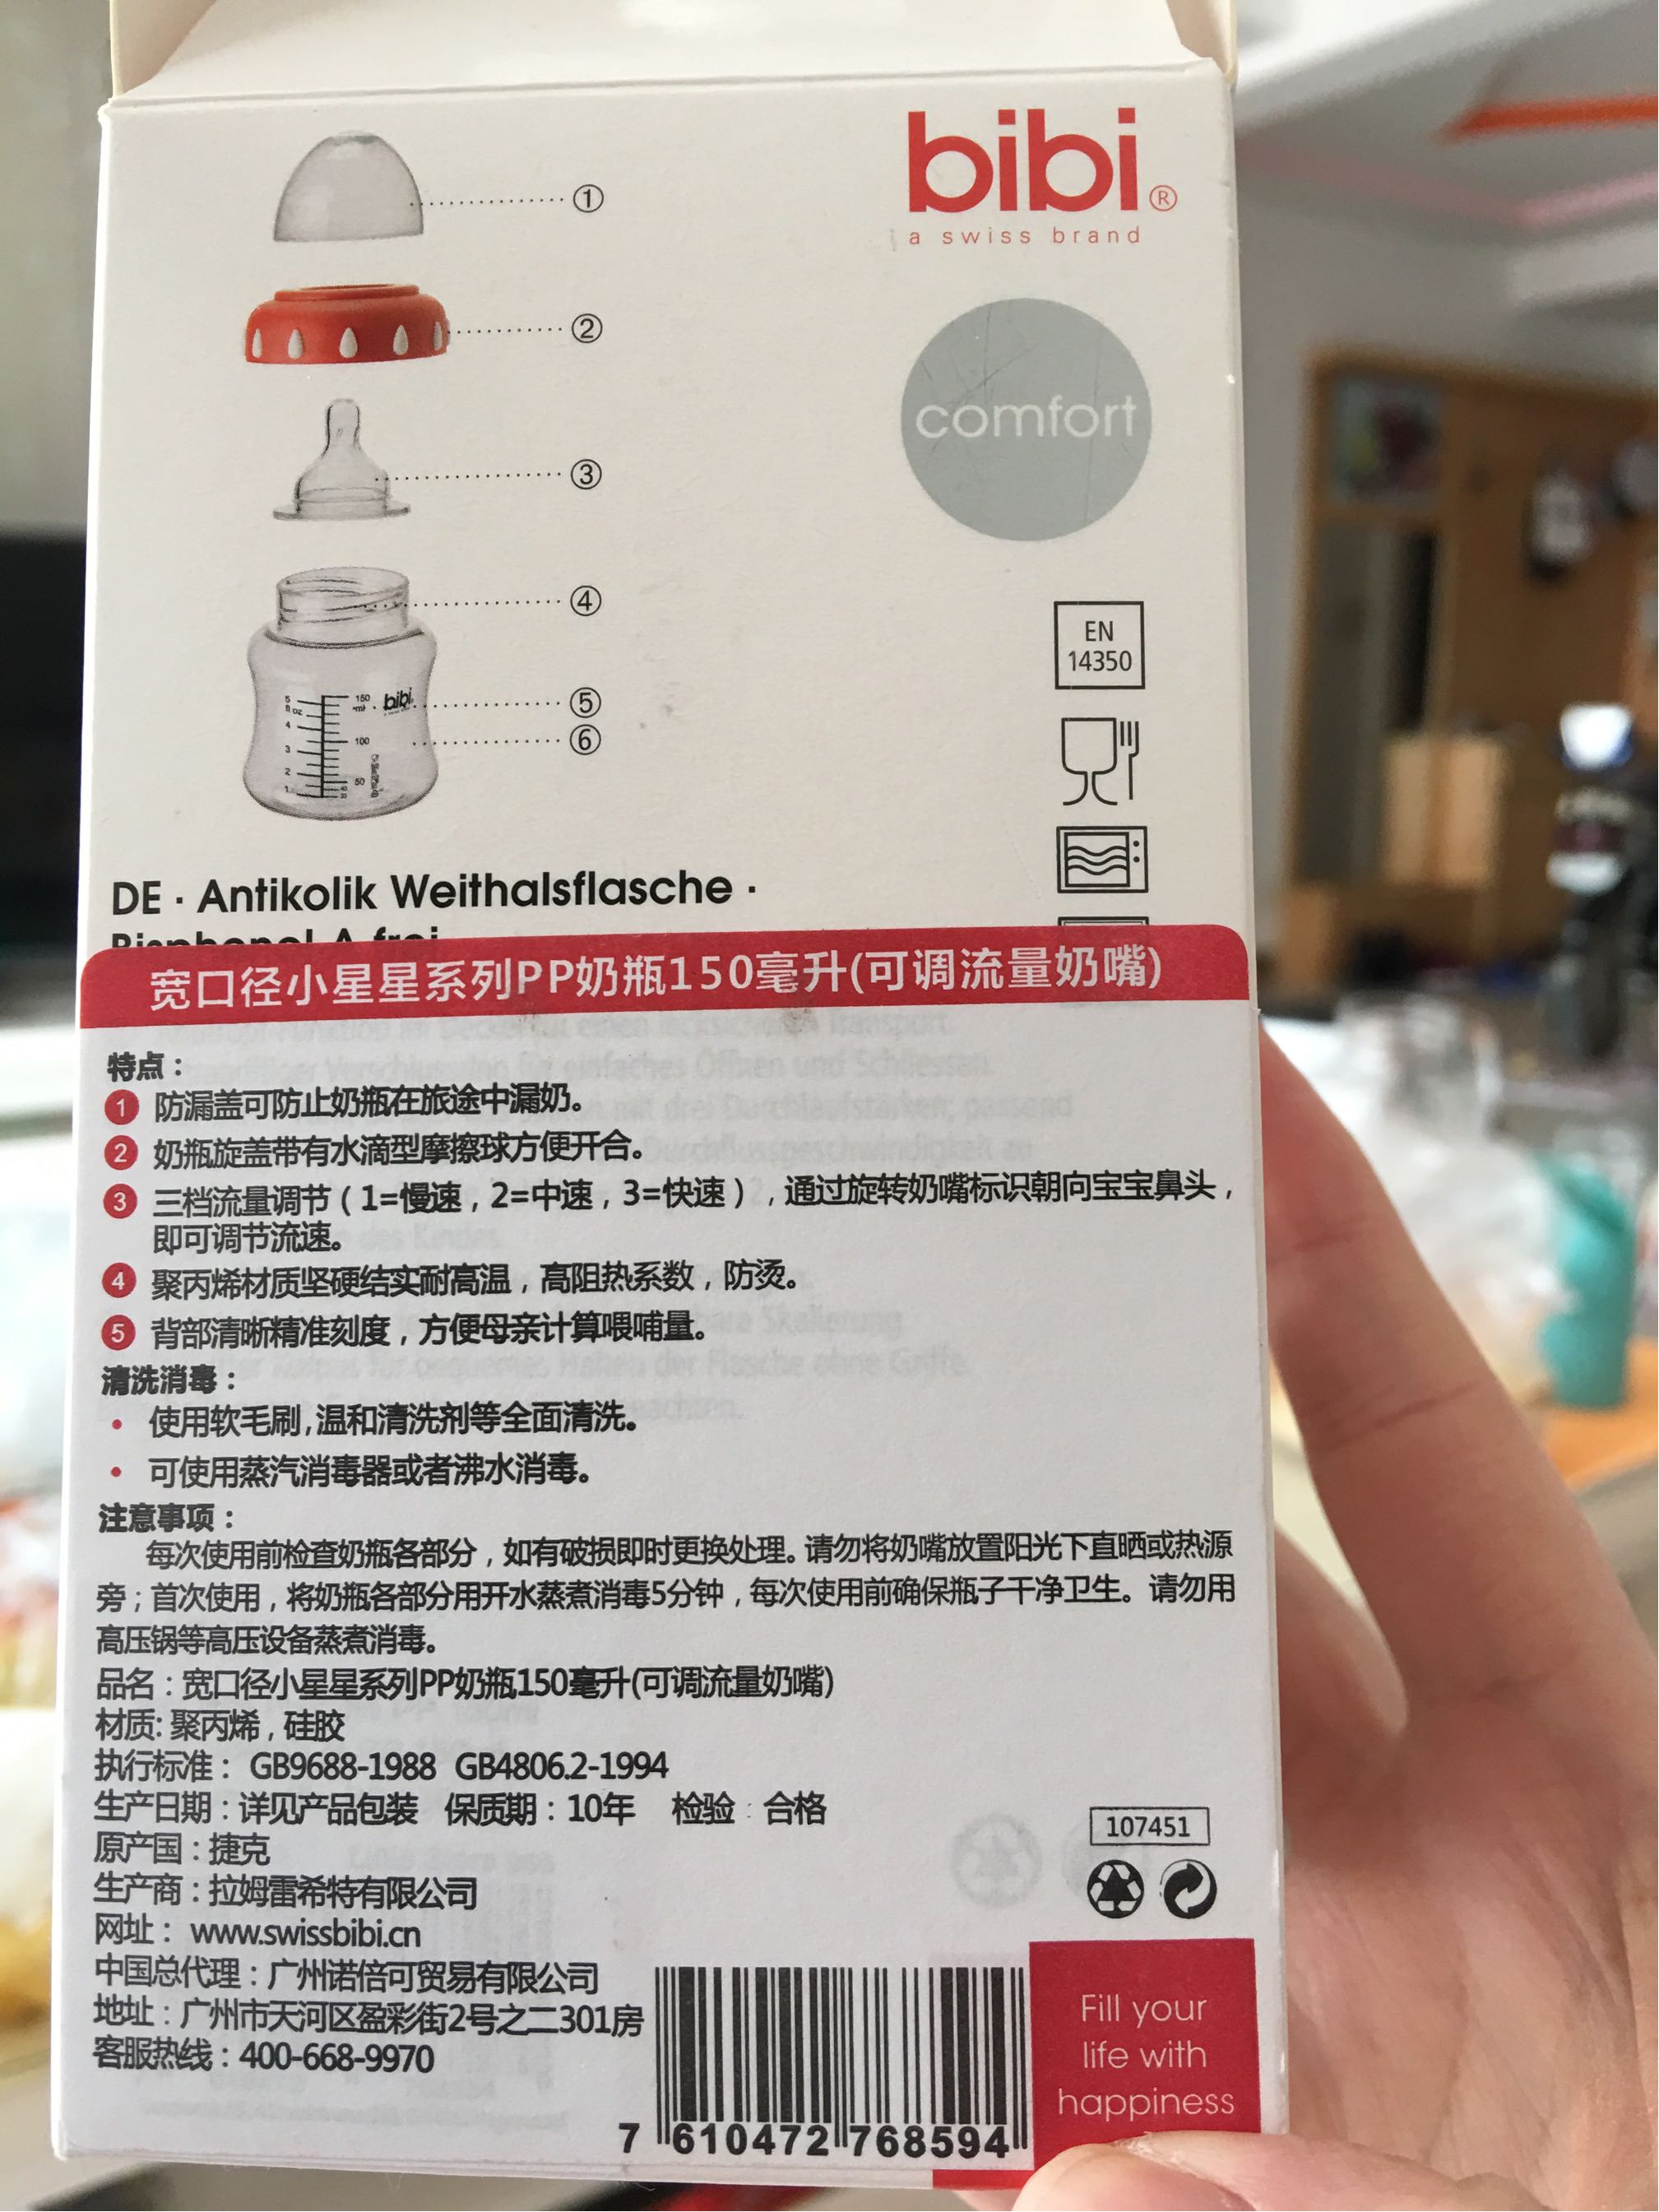 bibi®
a swiss brand
①
②
comfort
③
④
EN
14350
⑤
⑥
5
fl oz
4
3
2
1
150
ml
100
50
bibi
DE · Antikolik Weithalsflasche ·
Bisphenol A frei
宽口径小星星系列PP奶瓶150毫升(可调流量奶嘴)
特点：
1 防漏盖可防止奶瓶在旅途中漏奶。
2 奶瓶旋盖带有水滴型摩擦球方便开合。
3 三档流量调节（1=慢速，2=中速，3=快速），通过旋转奶嘴标识朝向宝宝鼻头，
即可调节流速。
4 聚丙烯材质坚硬结实耐高温，高阻热系数，防烫。
5 背部清晰精准刻度，方便母亲计算喂哺量。
清洗消毒：
• 使用软毛刷,温和清洗剂等全面清洗。
• 可使用蒸汽消毒器或者沸水消毒。
注意事项：
每次使用前检查奶瓶各部分，如有破损即时更换处理。请勿将奶嘴放置阳光下直晒或热源
旁；首次使用，将奶瓶各部分用开水蒸煮消毒5分钟，每次使用前确保瓶子干净卫生。请勿用
高压锅等高压设备蒸煮消毒。
品名：宽口径小星星系列PP奶瓶150毫升(可调流量奶嘴)
材质: 聚丙烯，硅胶
执行标准： GB9688-1988 GB4806.2-1994
生产日期：详见产品包装 保质期：10年 检验：合格
原产国：捷克
生产商：拉姆雷希特有限公司
网址： www.swissbibi.cn
中国总代理：广州诺倍可贸易有限公司
地址：广州市天河区盈彩街2号之二301房
客服热线：400-668-9970
107451
Fill your
life with
happiness
7 610472 768594